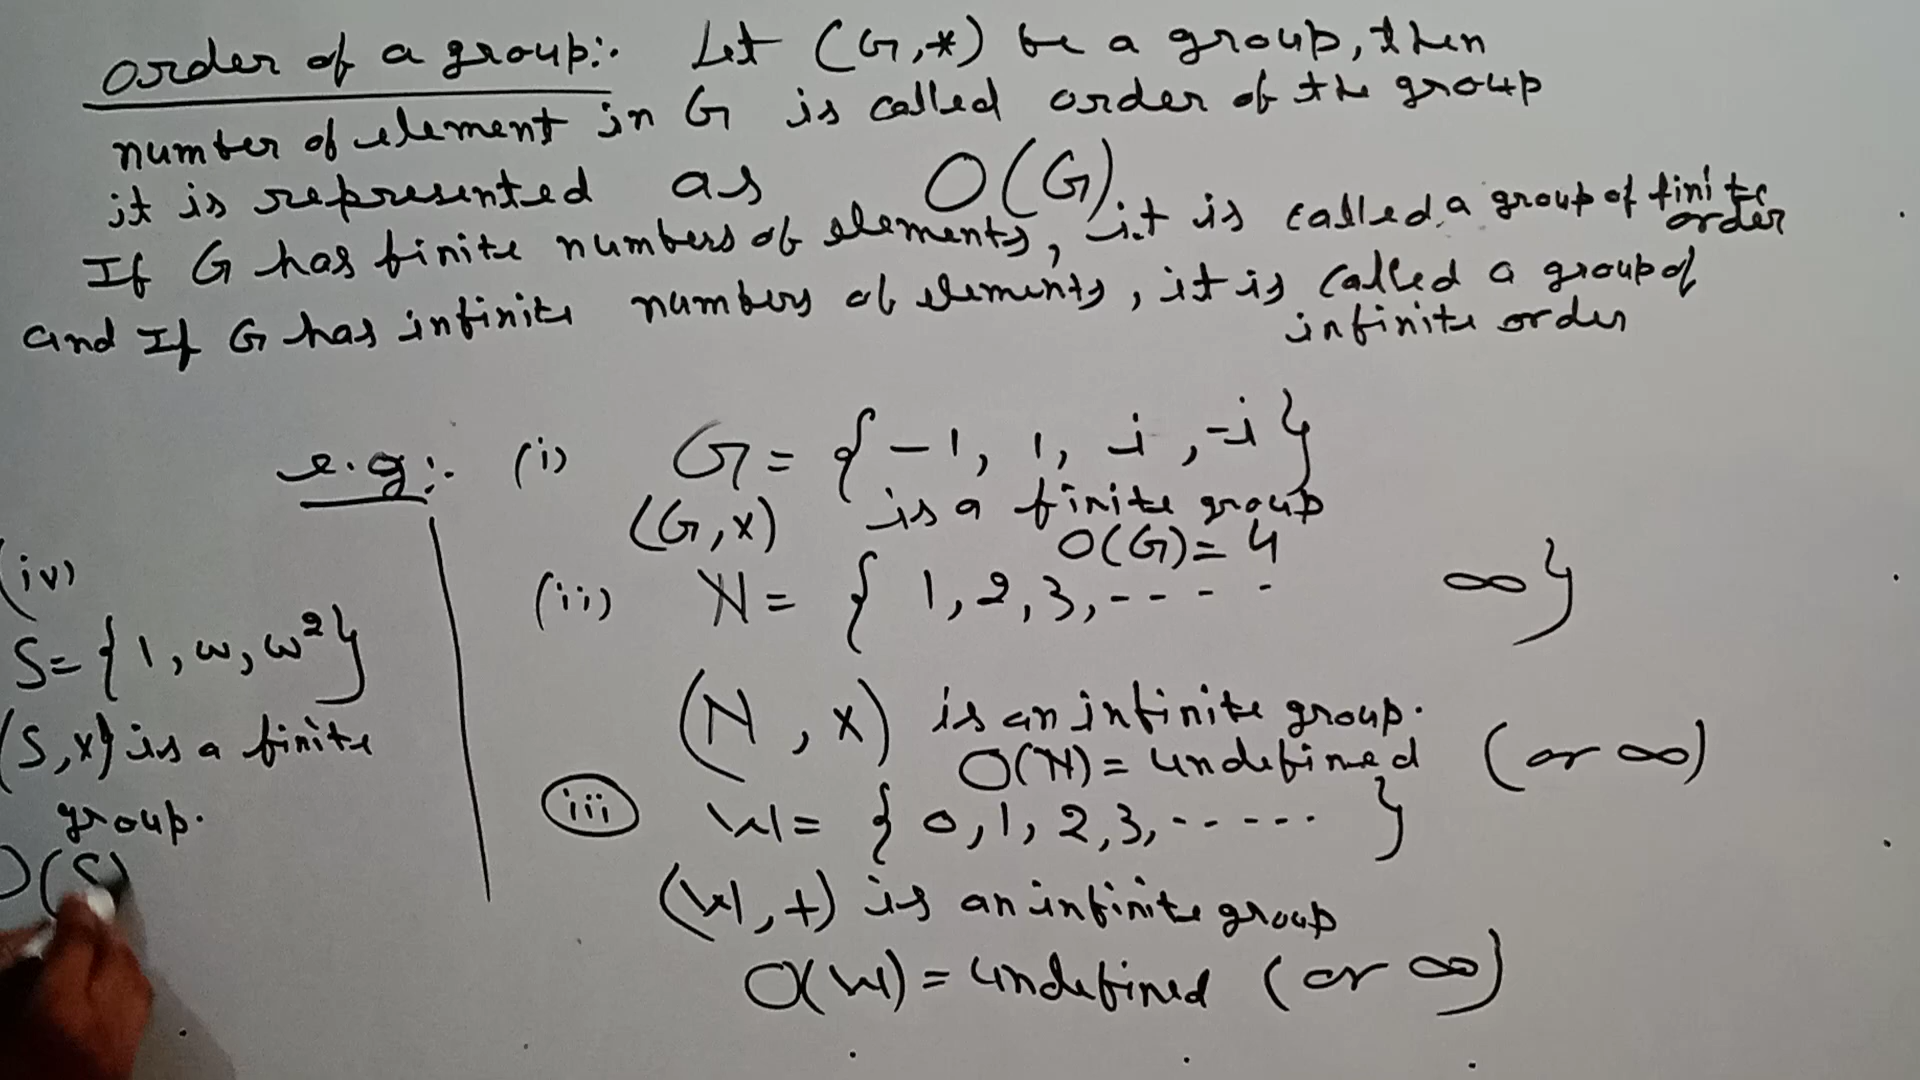 Order of a group:- Let (G,*) be a group, then
number of element in G is called order of the group
it is represented as O(G).
If G has finite numbers of elements, it is called a group of finite order
and If G has infinite numbers of elements, it is called a group of infinite order
e.g:- (i) G = {-1, 1, i, -i}
(G,x) is a finite group
O(G) = 4
(ii) N = { 1, 2, 3, ----- ∞}
(N, x) is an infinite group.
O(N) = undefined (or ∞)
(iii) W = { 0, 1, 2, 3, ------ }
(W, +) is an infinite group
O(W) = undefined (or ∞)
(iv)
S = {1, ω, ω²}
(S,x) is a finite
group.
O(S)